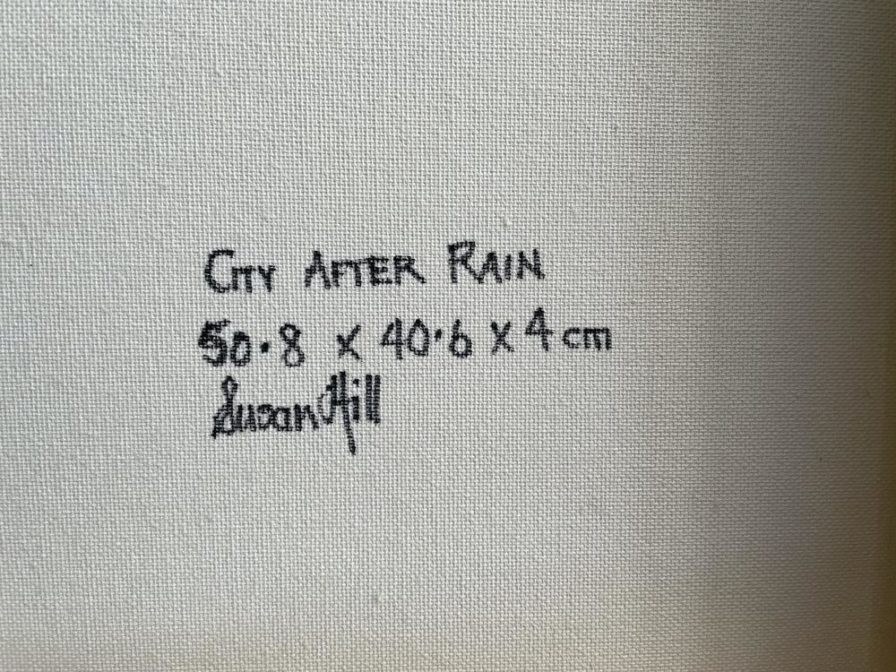 CITY AFTER RAIN
50·8 x 40·6 x 4 cm
Susan Hill